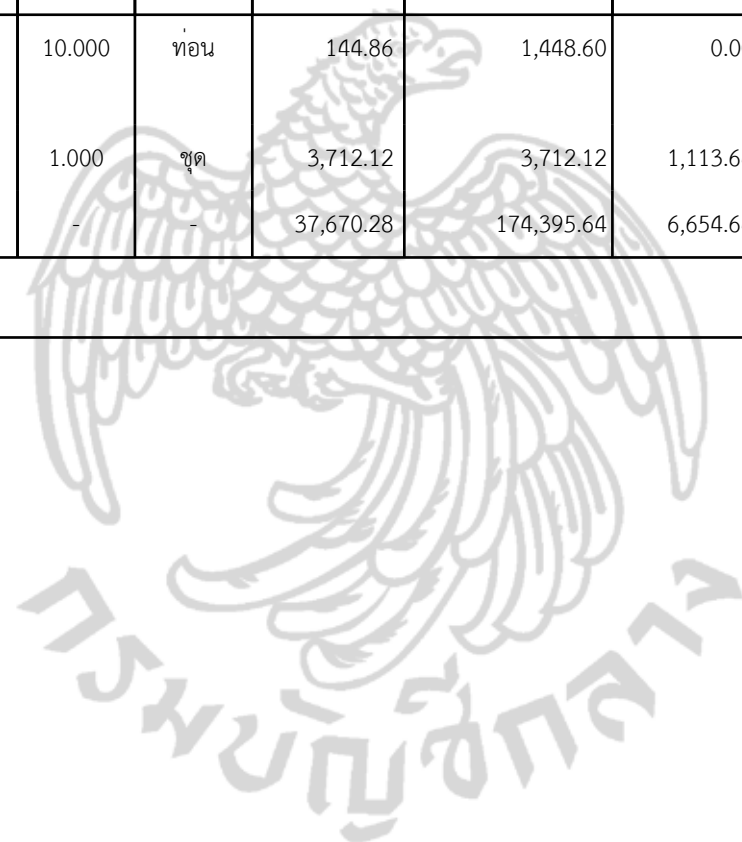 10.000 ท่อน 144.86 1,448.60 0.0
1.000 ชุด 3,712.12 3,712.12 1,113.6
- - 37,670.28 174,395.64 6,654.6
กรมบัญชีกลาง